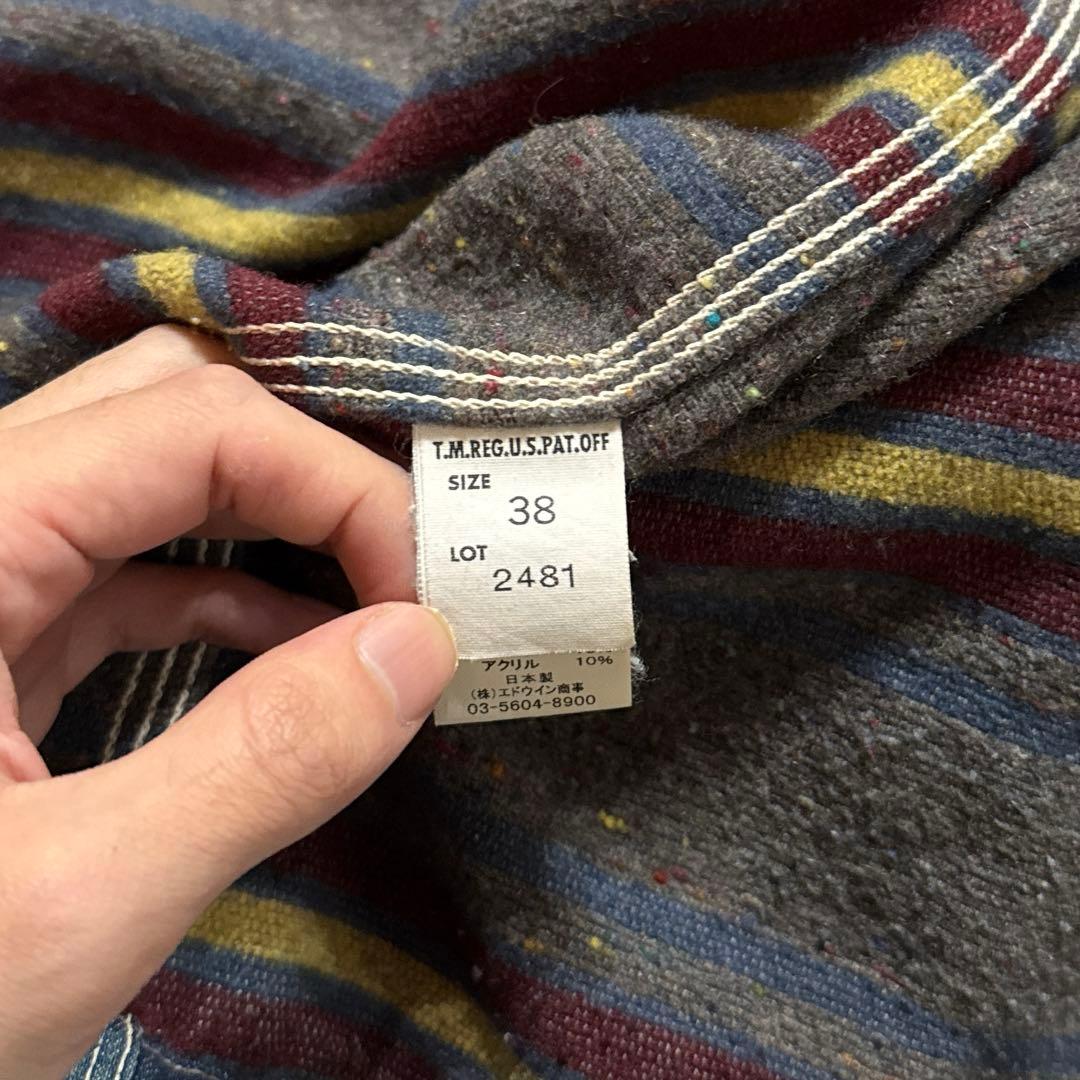 T.M.REG.U.S.PAT.OFF
SIZE
38
LOT
2481
アクリル 10%
日本製
(株)エドウイン商事
03-5604-8900